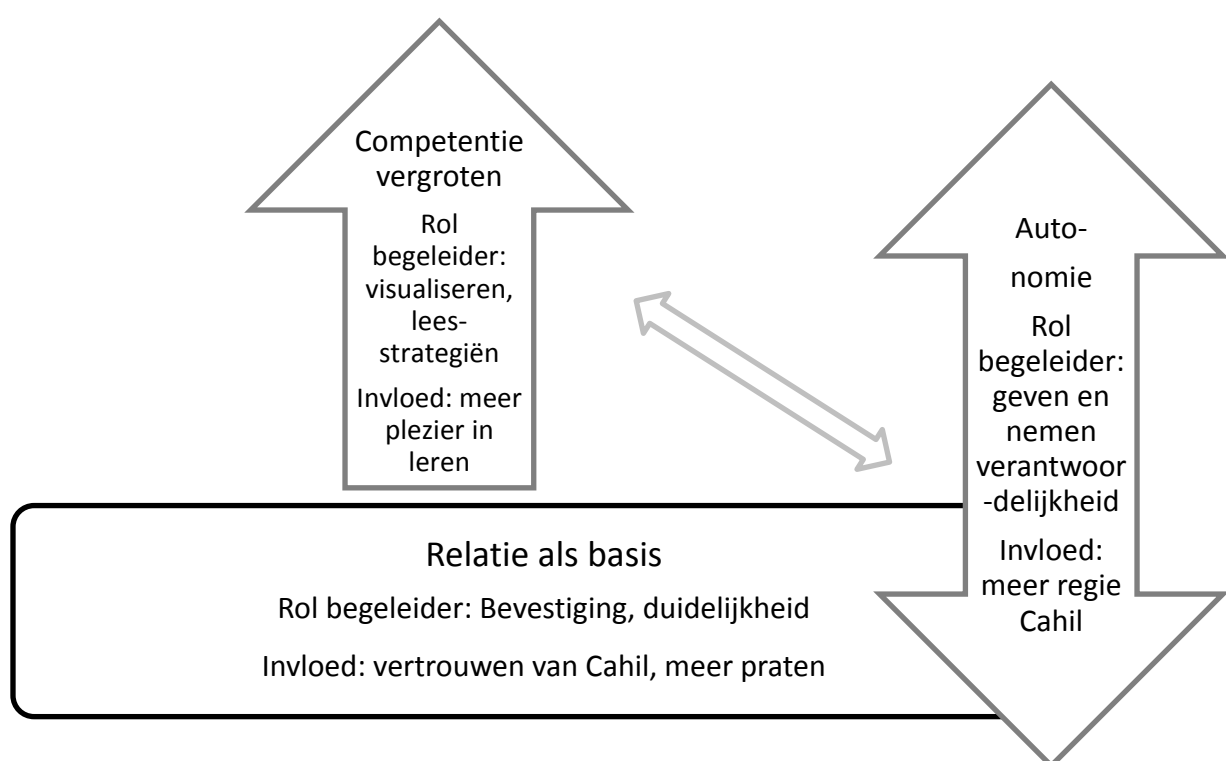 Competentie
vergroten
Rol
begeleider:
visualiseren,
lees-
strategiën
Invloed: meer
plezier in
leren
Auto-
nomie
Rol
begeleider:
geven en
nemen
verantwoor
-delijkheid
Invloed:
meer regie
Cahil
Relatie als basis
Rol begeleider: Bevestiging, duidelijkheid
Invloed: vertrouwen van Cahil, meer praten